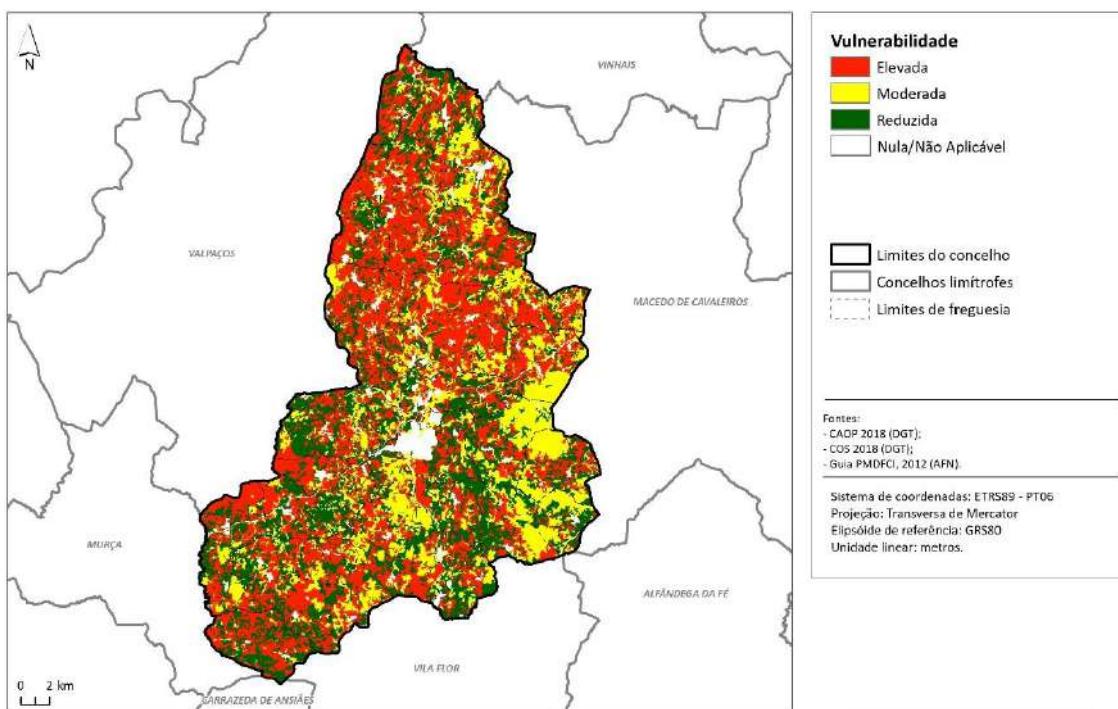 N
VINHAIS
VALPAÇOS
MACEDO DE CAVALEIROS
MURÇA
ALFÂNDEGA DA FÉ
VILA FLOR
CARRAZEDA DE ANSIÃES
0 2 km
Vulnerabilidade
Elevada
Moderada
Reduzida
Nula/Não Aplicável
Limites do concelho
Concelhos limítrofes
Limites de freguesia
Fontes:
- CAOP 2018 (DGT);
- COS 2018 (DGT);
- Guia PMDFCI, 2012 (AFN).
Sistema de coordenadas: ETRS89 - PT06
Projeção: Transversa de Mercator
Elipsóide de referência: GRS80
Unidade linear: metros.